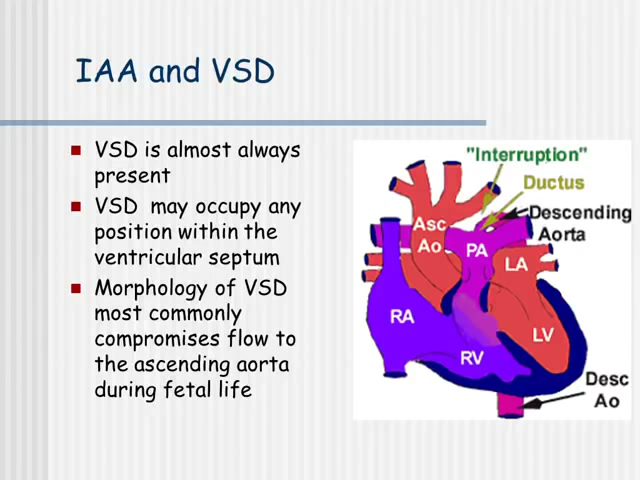 IAA and VSD
VSD is almost always
present
VSD may occupy any
position within the
ventricular septum
Morphology of VSD
most commonly
compromises flow to
the ascending aorta
during fetal life
"Interruption"
Ductus
Descending
Aorta
Asc
Ao
PA
LA
RA
LV
RV
Desc
Ao